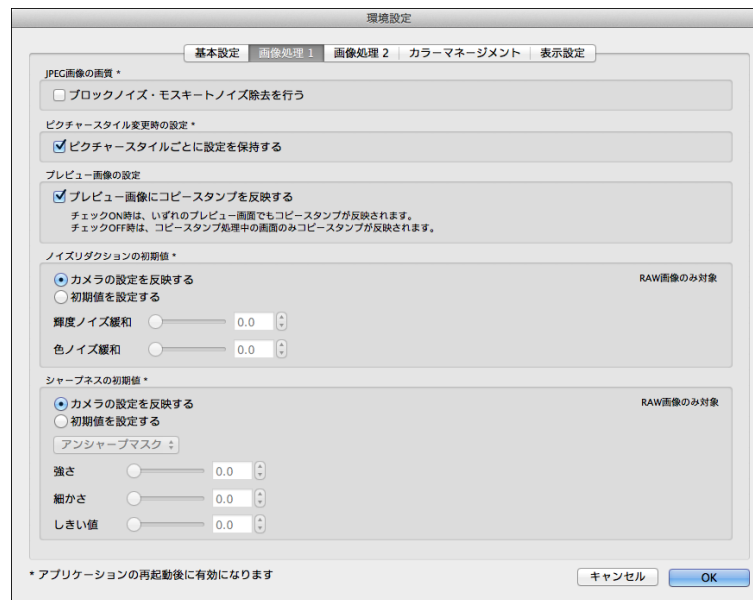 環境設定
基本設定 画像処理 1 画像処理 2 カラーマネージメント 表示設定
JPEG画像の画質 *
ブロックノイズ・モスキートノイズ除去を行う
ピクチャースタイル変更時の設定 *
ピクチャースタイルごとに設定を保持する
プレビュー画像の設定
プレビュー画像にコピースタンプを反映する
チェックON時は、いずれのプレビュー画面でもコピースタンプが反映されます。
チェックOFF時は、コピースタンプ処理中の画面のみコピースタンプが反映されます。
ノイズリダクションの初期値 *
カメラの設定を反映する RAW画像のみ対象
初期値を設定する
輝度ノイズ緩和 0.0
色ノイズ緩和 0.0
シャープネスの初期値 *
カメラの設定を反映する RAW画像のみ対象
初期値を設定する
アンシャープマスク
強さ 0.0
細かさ 0.0
しきい値 0.0
* アプリケーションの再起動後に有効になります
キャンセル OK